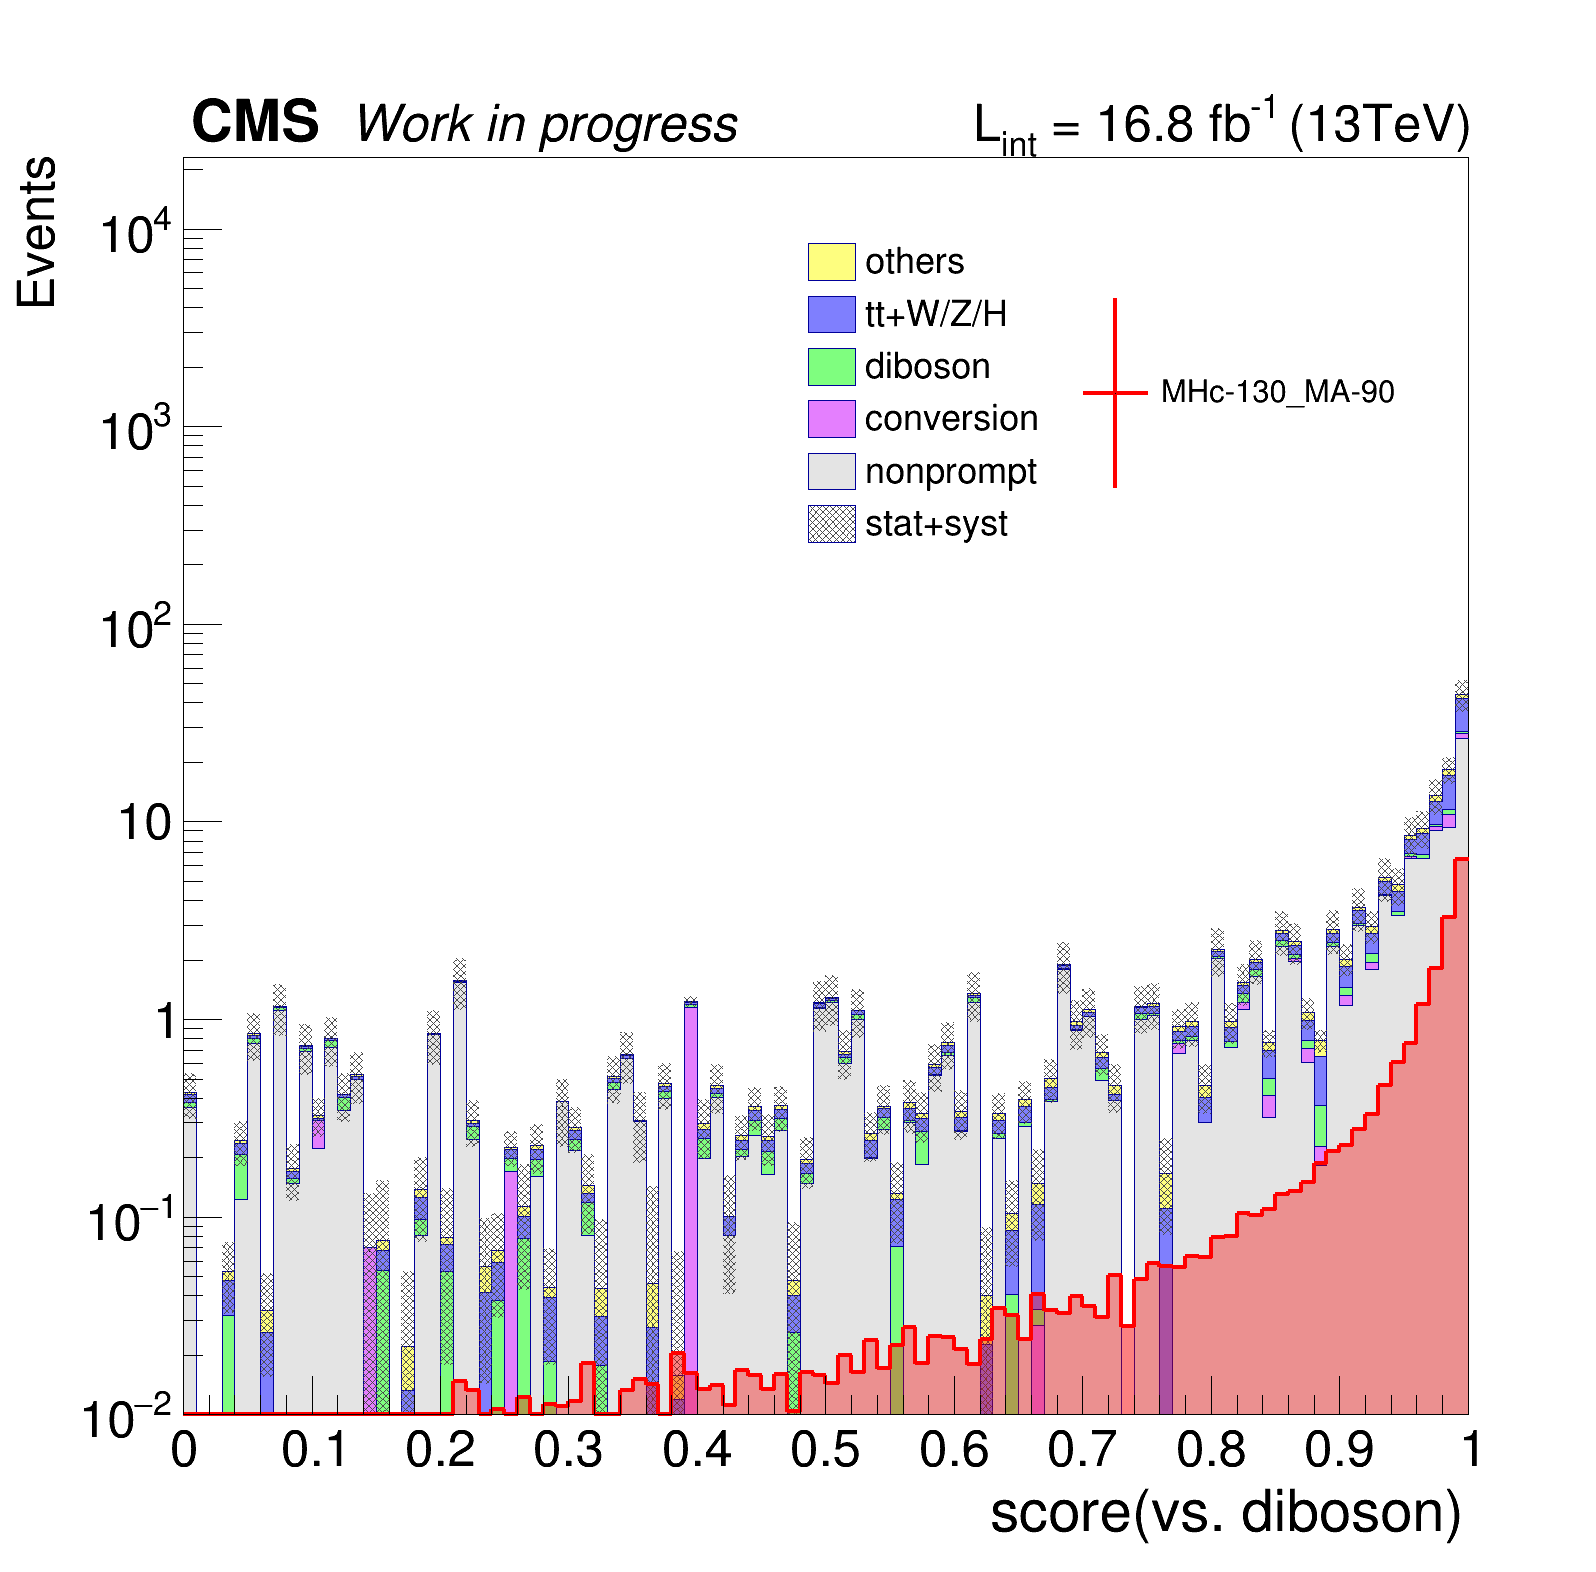 CMS Work in progress L_int = 16.8 fb^-1 (13TeV)
Events
10^4
10^3
10^2
10
1
10^−1
10^−2
others
tt+W/Z/H
diboson
conversion
nonprompt
stat+syst
MHc-130_MA-90
0 0.1 0.2 0.3 0.4 0.5 0.6 0.7 0.8 0.9 1
score(vs. diboson)